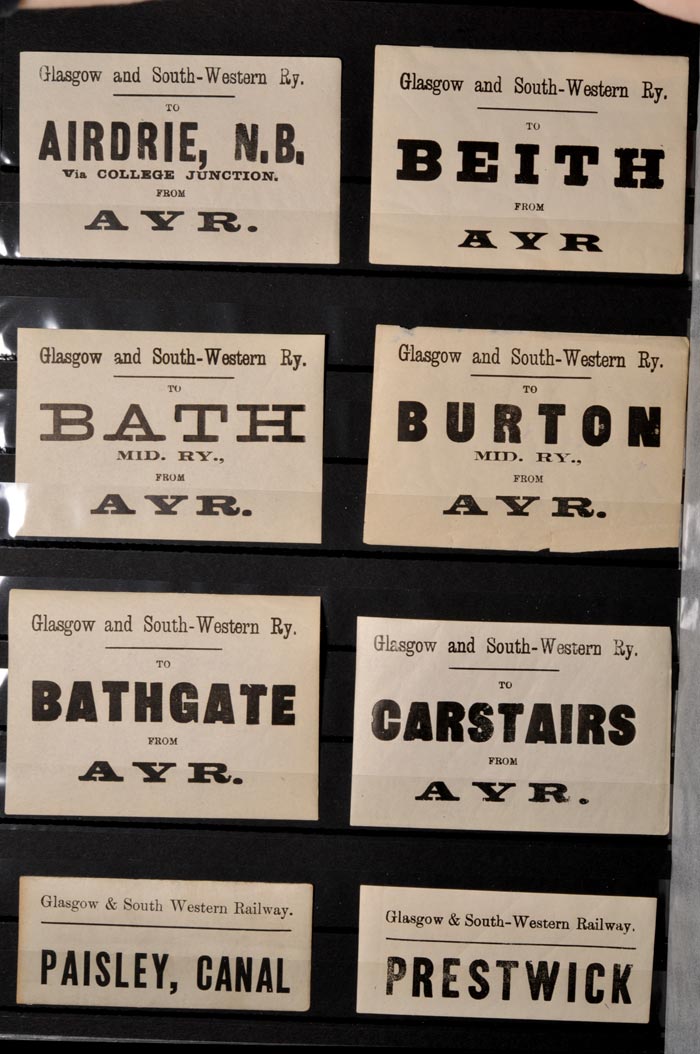 Glasgow and South-Western Ry.
TO
AIRDRIE, N.B.
Via COLLEGE JUNCTION.
FROM
AYR.
Glasgow and South-Western Ry.
TO
BEITH
FROM
AYR
Glasgow and South-Western Ry.
TO
BATH
MID. RY.,
FROM
AYR.
Glasgow and South-Western Ry.
TO
BURTON
MID. RY.,
FROM
AYR.
Glasgow and South-Western Ry.
TO
BATHGATE
FROM
AYR.
Glasgow and South-Western Ry.
TO
CARSTAIRS
FROM
AYR.
Glasgow & South Western Railway.
PAISLEY, CANAL
Glasgow & South-Western Railway.
PRESTWICK